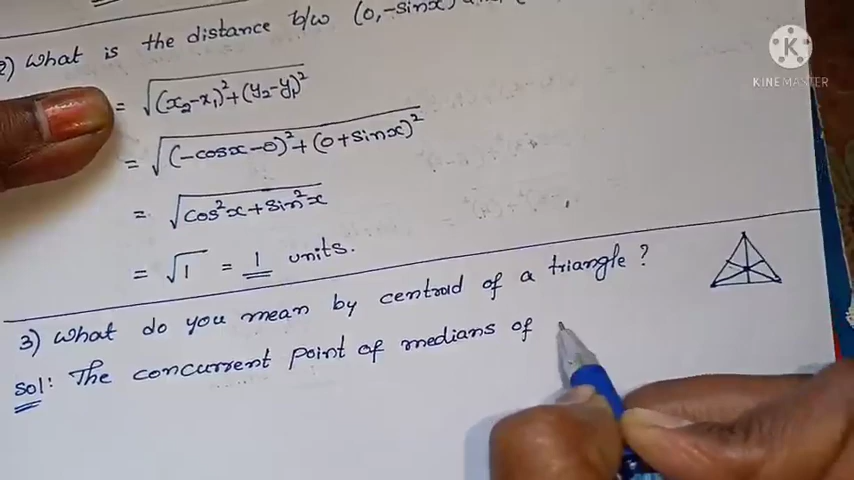 2) What is the distance b/w (0,-sinx)
= √(x₂-x₁)²+(y₂-y₁)²
= √(-cosx-0)²+(0+sinx)²
= √cos²x+sin²x
= √1 = 1 units.
3) What do you mean by centroid of a triangle?
Sol: The concurrent point of medians of
K
KINEMASTER